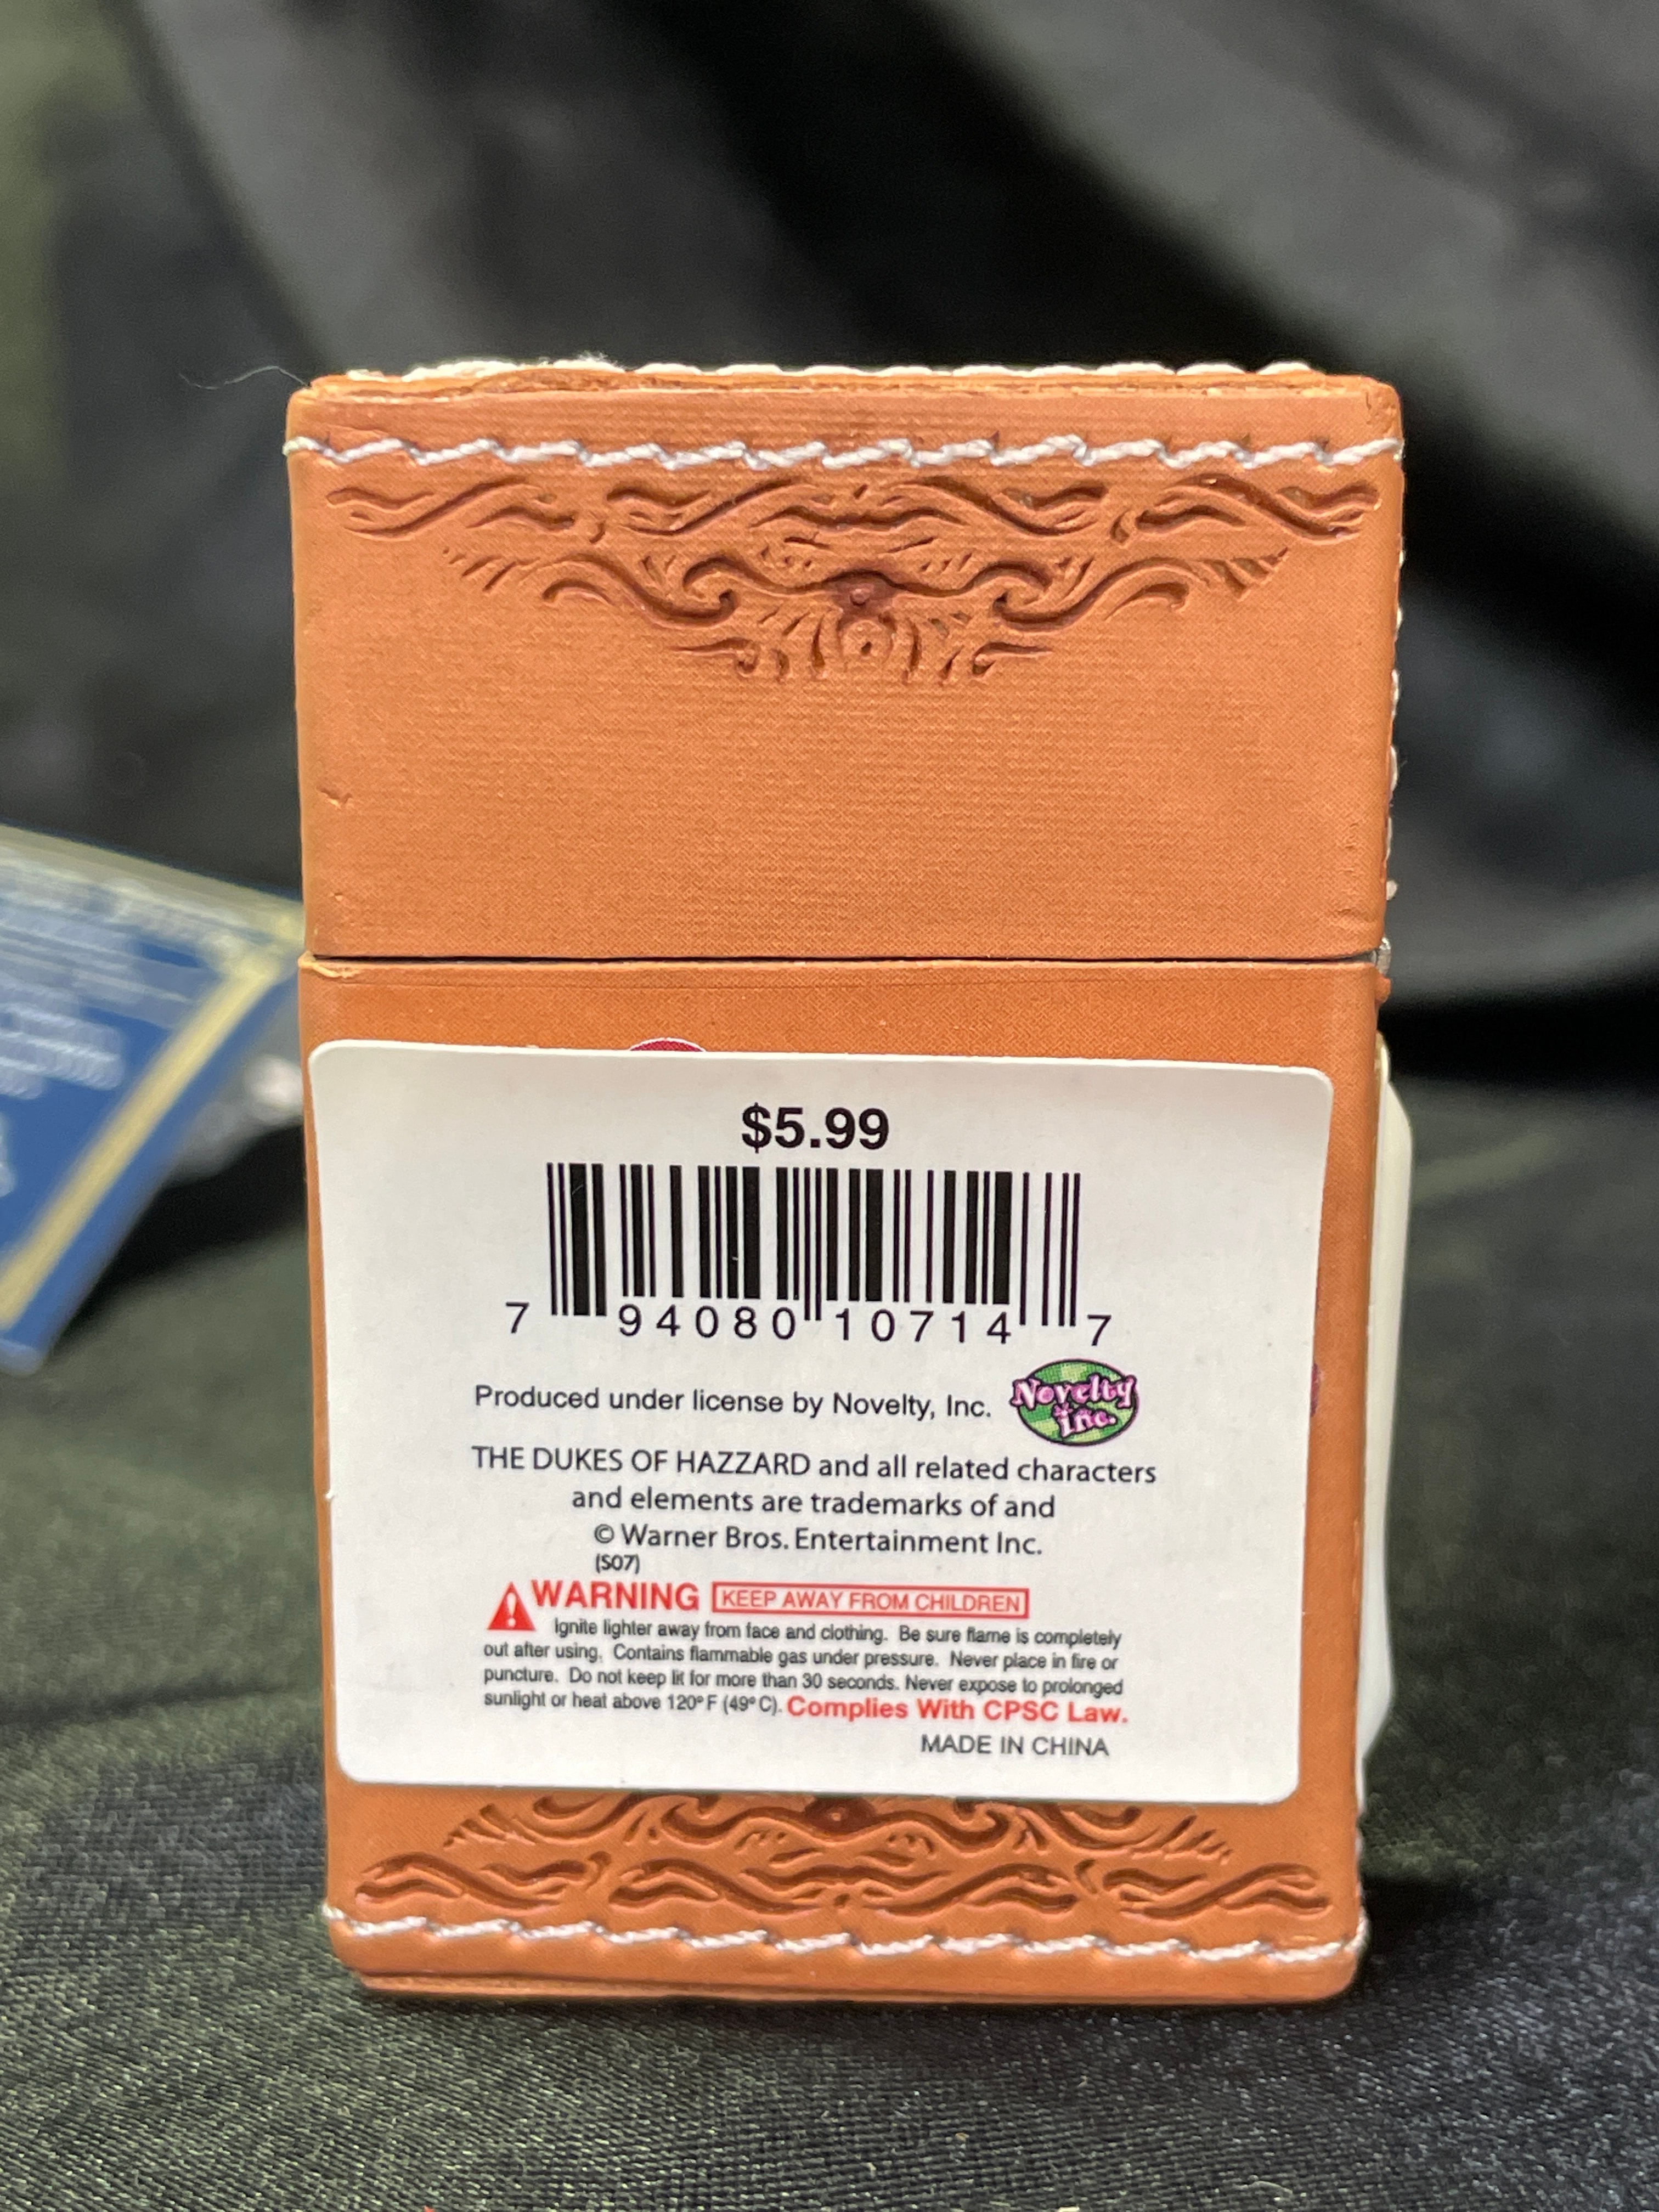 $5.99
7 94080 10714 7
Produced under license by Novelty, Inc. Novelty Inc.
THE DUKES OF HAZZARD and all related characters
and elements are trademarks of and
© Warner Bros. Entertainment Inc.
(S07)
WARNING KEEP AWAY FROM CHILDREN
Ignite lighter away from face and clothing. Be sure flame is completely
out after using. Contains flammable gas under pressure. Never place in fire or
puncture. Do not keep lit for more than 30 seconds. Never expose to prolonged
sunlight or heat above 120° F (49° C). Complies With CPSC Law.
MADE IN CHINA